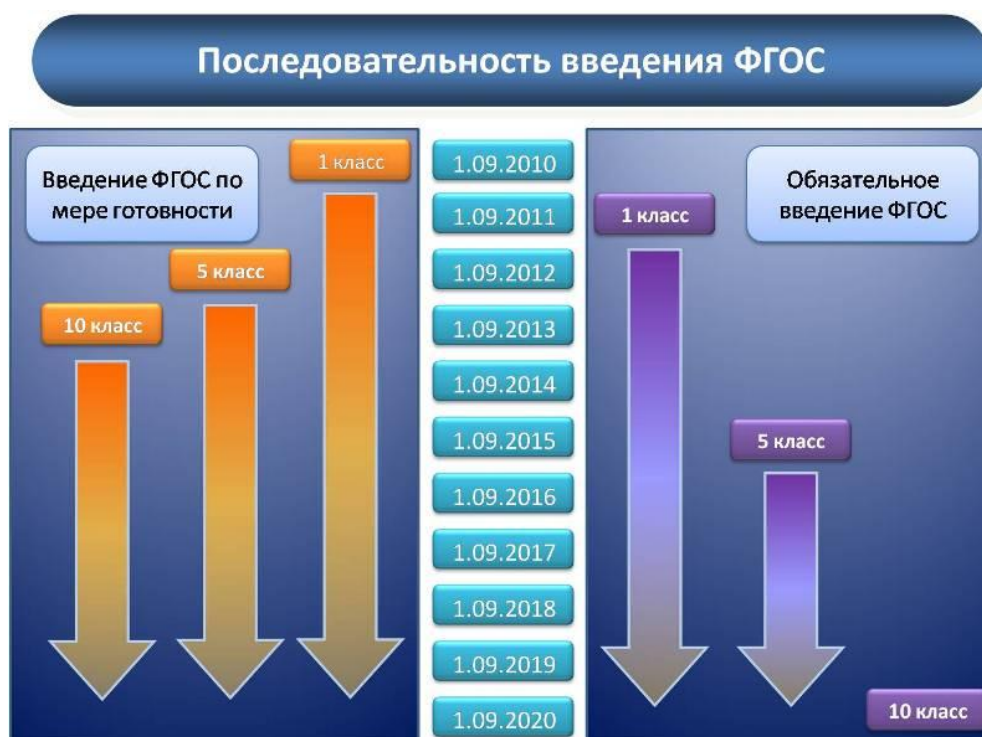 Последовательность введения ФГОС
Введение ФГОС по
мере готовности
1 класс
5 класс
10 класс
1.09.2010
1.09.2011
1.09.2012
1.09.2013
1.09.2014
1.09.2015
1.09.2016
1.09.2017
1.09.2018
1.09.2019
1.09.2020
Обязательное
введение ФГОС
1 класс
5 класс
10 класс